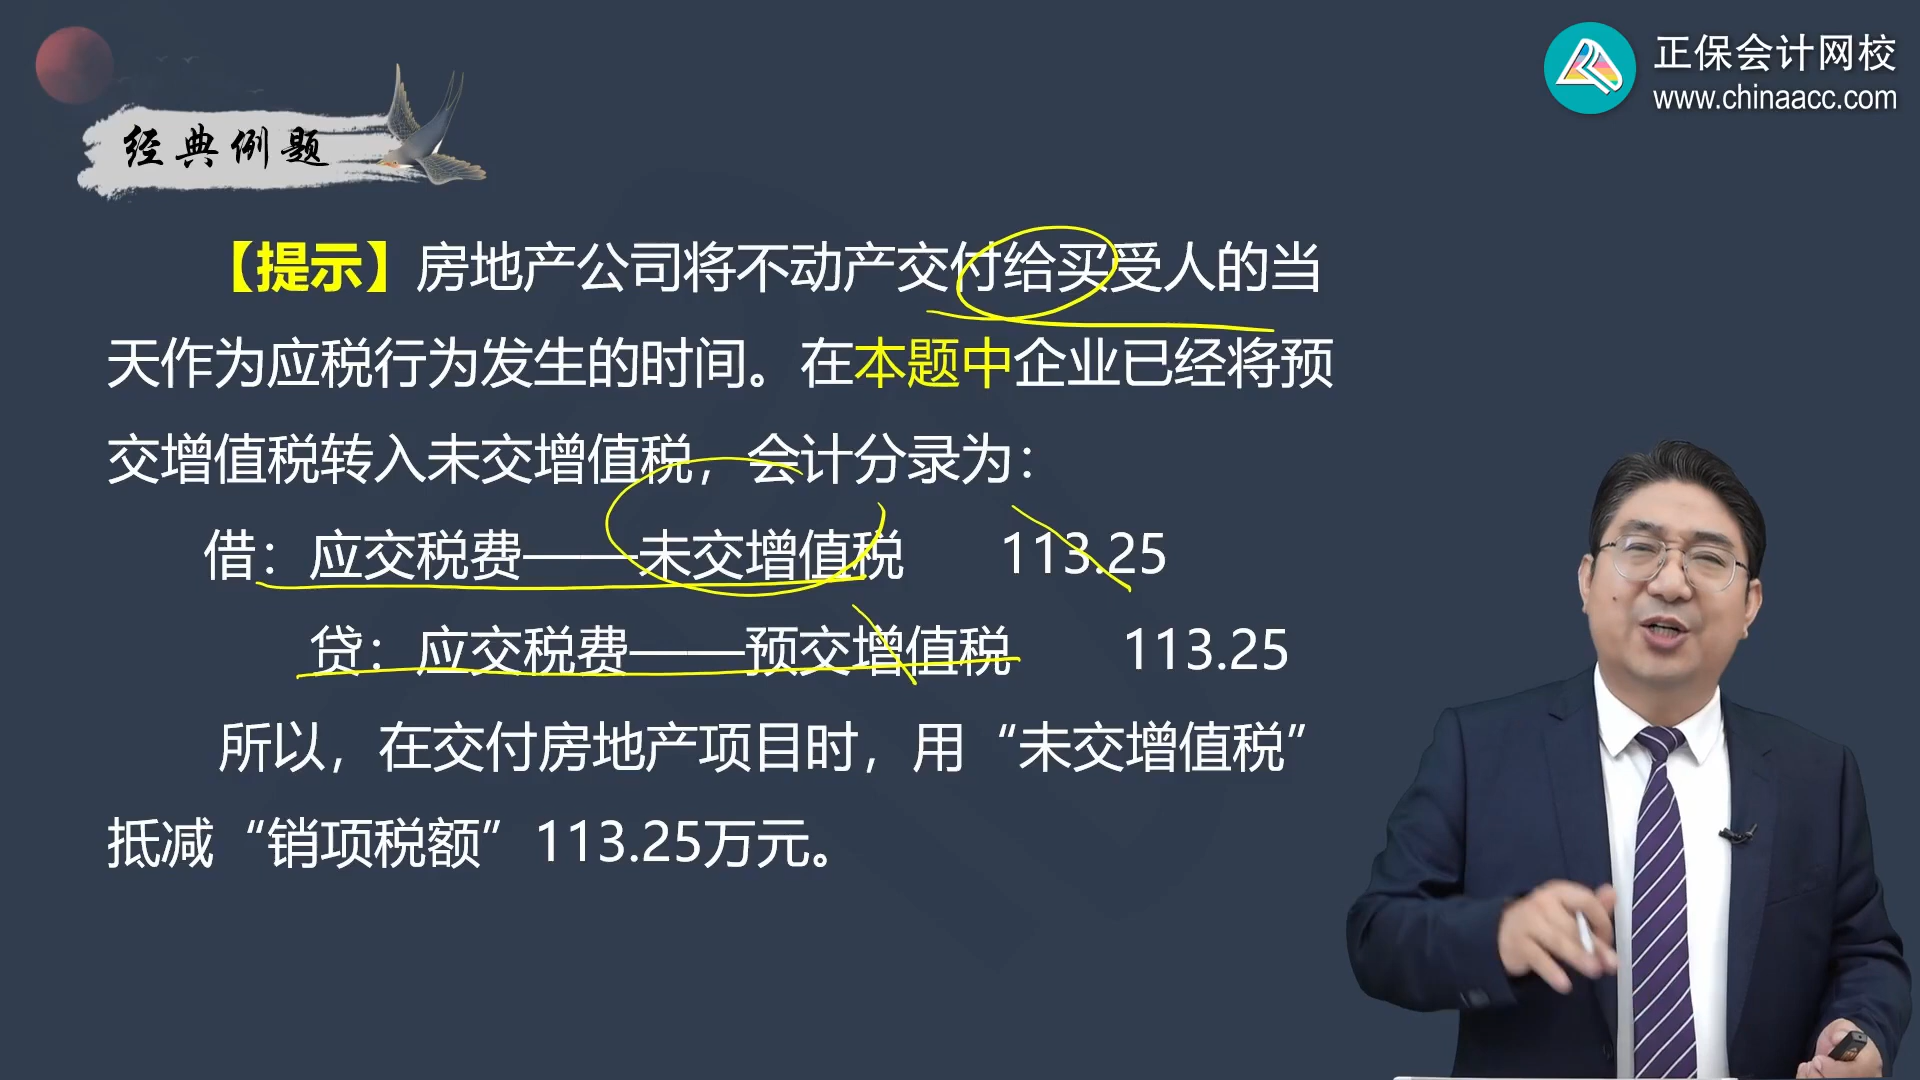 正保会计网校
www.chinaacc.com
经典例题
【提示】房地产公司将不动产交付给买受人的当
天作为应税行为发生的时间。在本题中企业已经将预
交增值税转入未交增值税，会计分录为：
借：应交税费——未交增值税 113.25
贷：应交税费——预交增值税 113.25
所以，在交付房地产项目时，用“未交增值税”
抵减“销项税额”113.25万元。